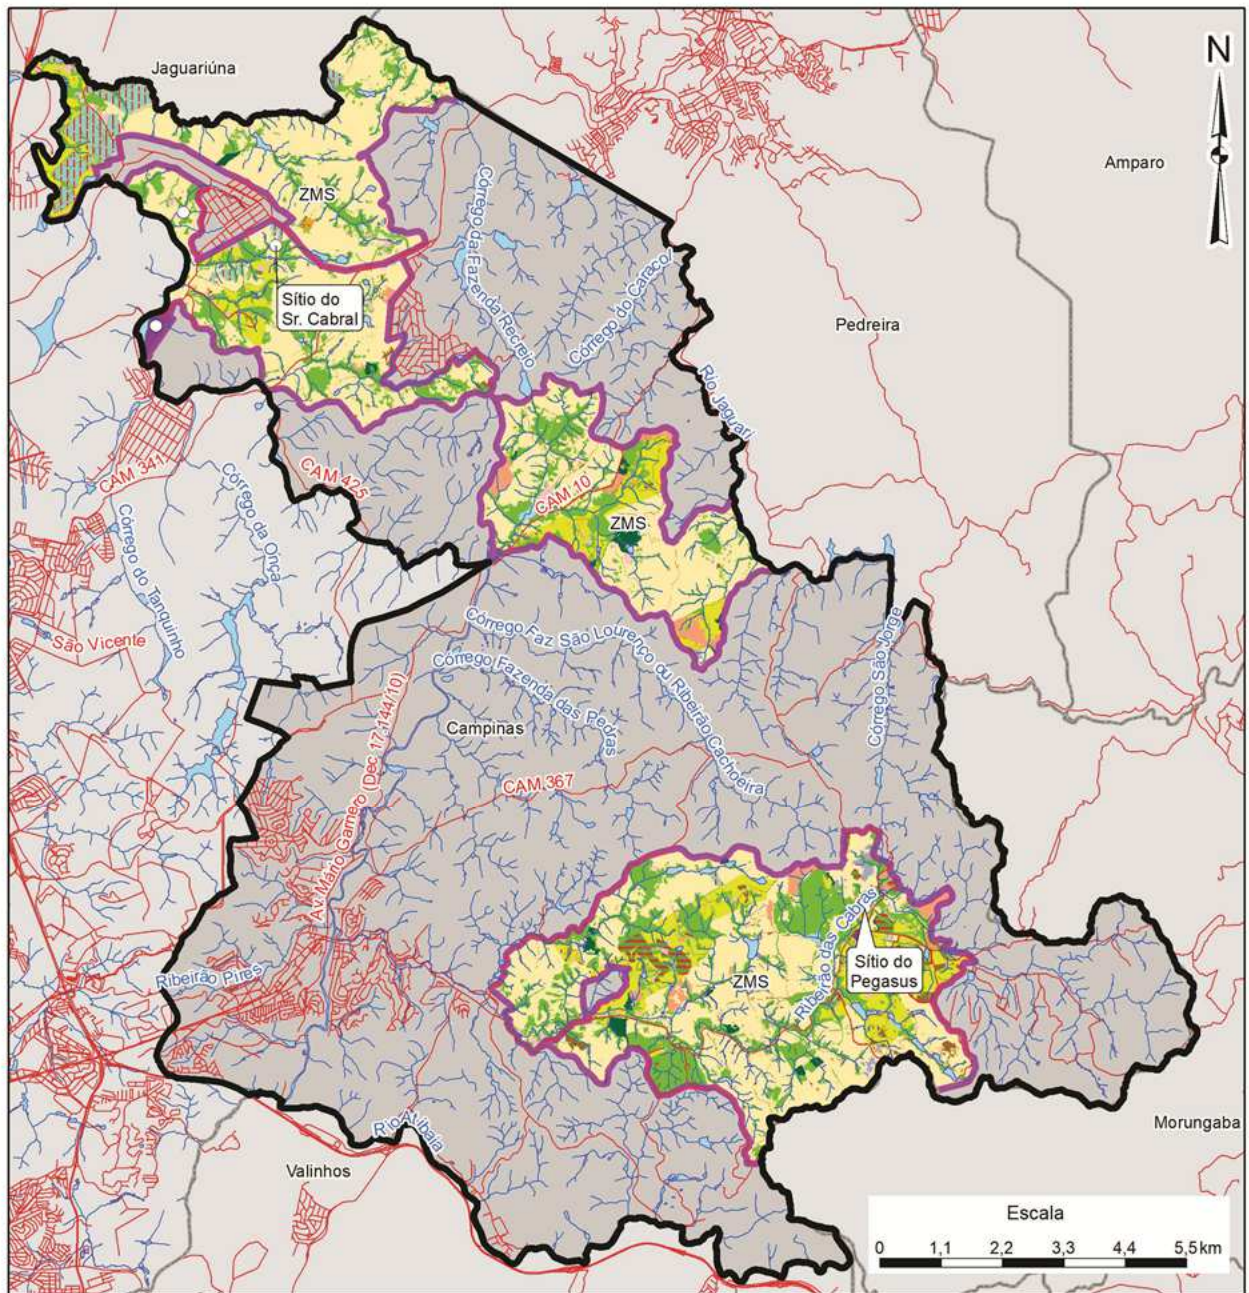 Jaguariúna
N
Amparo
ZMS
Córrego da Fazenda Recreio
Córrego do Caracol
Sítio do
Sr. Cabral
Pedreira
Rio Jaguari
CAM 341
CAM 425
CAM 10
ZMS
Córrego da Onça
Córrego do Tanquinho
São Vicente
Córrego Faz São Lourenço ou Ribeirão Cachoeira
Córrego Fazenda das Pedras
Córrego São Jorge
Av Mário Garnero (Dec 17.144/10)
Campinas
CAM 367
Ribeirão das Cabras
Sítio do
Pegasus
ZMS
Ribeirão Pires
Rio Atibaia
Valinhos
Morungaba
Escala
0 1,1 2,2 3,3 4,4 5,5 km